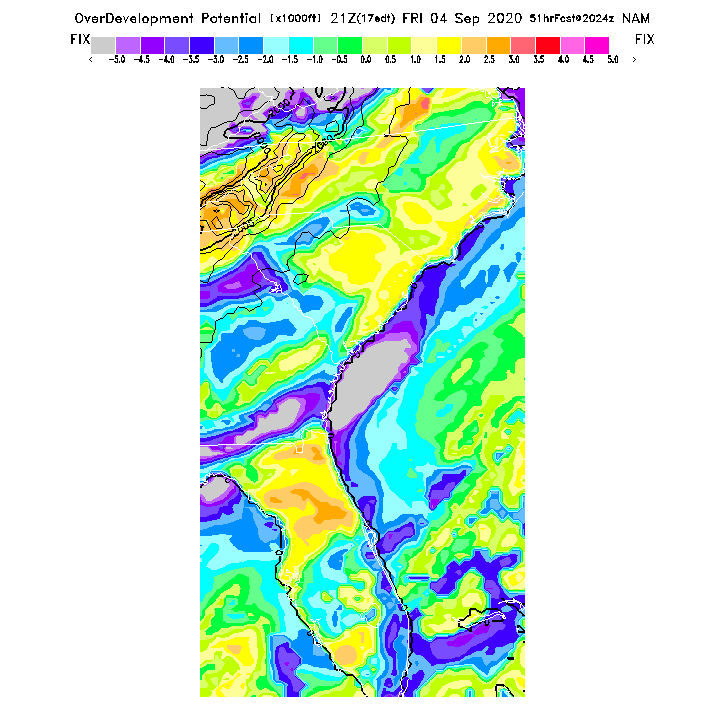 OverDevelopment Potential [x1000ft] 21Z(17edt) FRI 04 Sep 2020 51hrFcst@2024z NAM
FIX FIX
-5.0 -4.5 -4.0 -3.5 -3.0 -2.5 -2.0 -1.5 -1.0 -0.5 0.0 0.5 1.0 1.5 2.0 2.5 3.0 3.5 4.0 4.5 5.0
< >